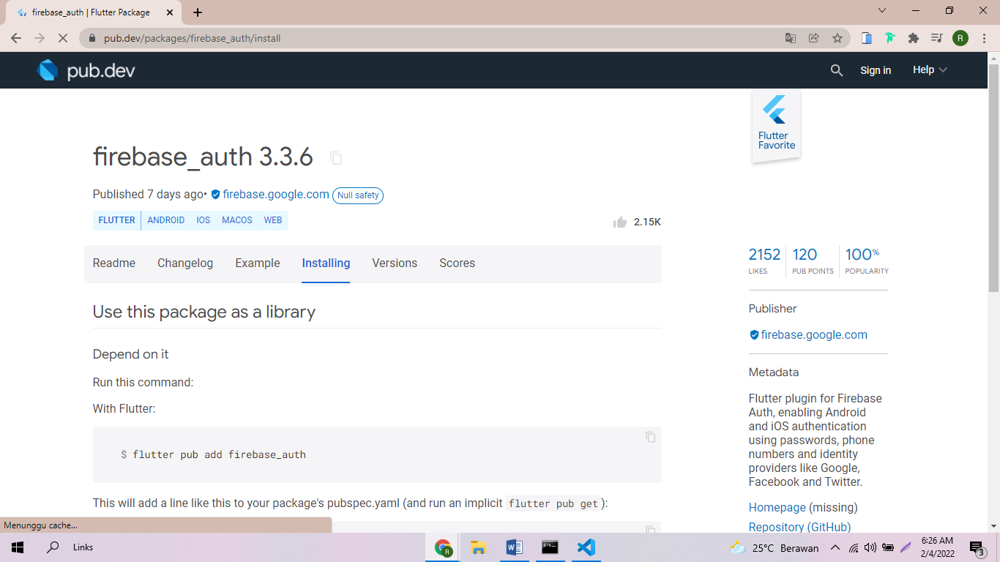 firebase_auth | Flutter Package
pub.dev/packages/firebase_auth/install
R
pub.dev
Sign in
Help
Flutter
Favorite
firebase_auth 3.3.6
Published 7 days ago• firebase.google.com Null safety
FLUTTER ANDROID IOS MACOS WEB
2.15K
Readme Changelog Example Installing Versions Scores
2152 120 100%
LIKES PUB POINTS POPULARITY
Use this package as a library
Depend on it
Run this command:
With Flutter:
$ flutter pub add firebase_auth
This will add a line like this to your package's pubspec.yaml (and run an implicit flutter pub get ):
Publisher
firebase.google.com
Metadata
Flutter plugin for Firebase
Auth, enabling Android
and iOS authentication
using passwords, phone
numbers and identity
providers like Google,
Facebook and Twitter.
Homepage (missing)
Repository (GitHub)
Menunggu cache...
Links
R
25°C Berawan
6:26 AM
2/4/2022
3